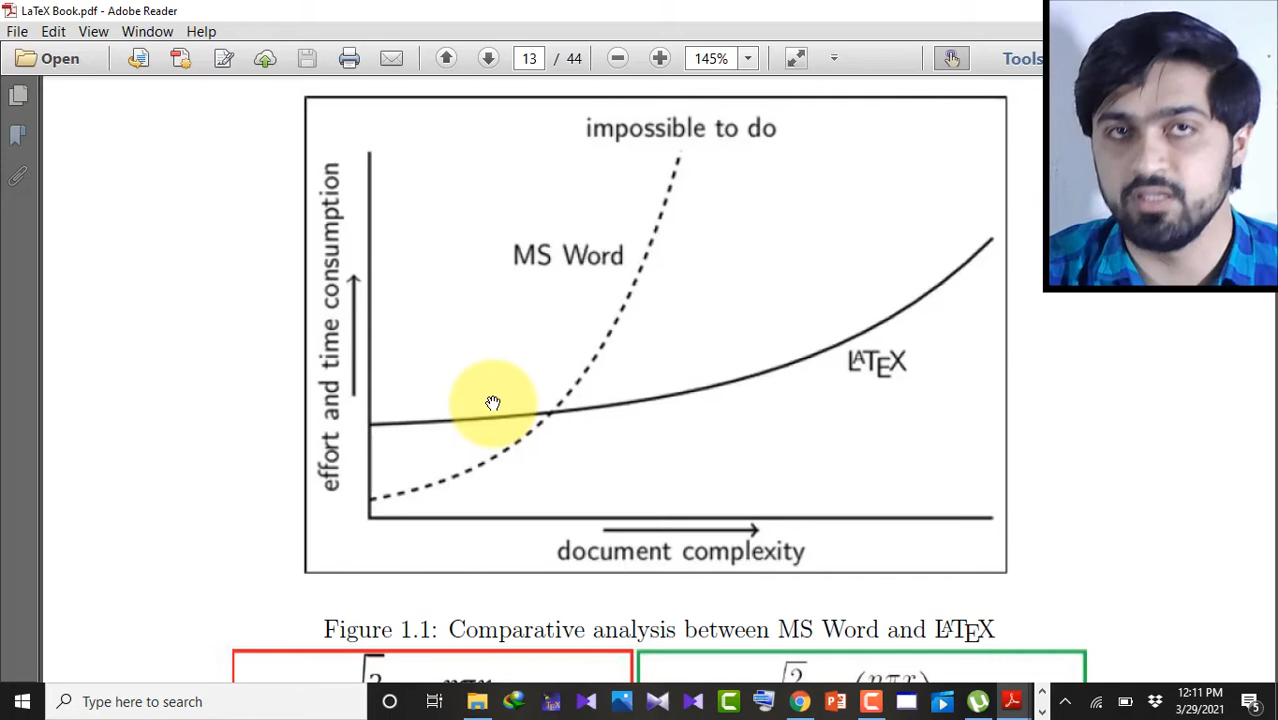 LaTeX Book.pdf - Adobe Reader
File Edit View Window Help
Open 13 / 44 145% Tools
impossible to do
MS Word
LATEX
effort and time consumption
document complexity
Figure 1.1: Comparative analysis between MS Word and LATEX
Type here to search
12:11 PM
3/29/2021
5